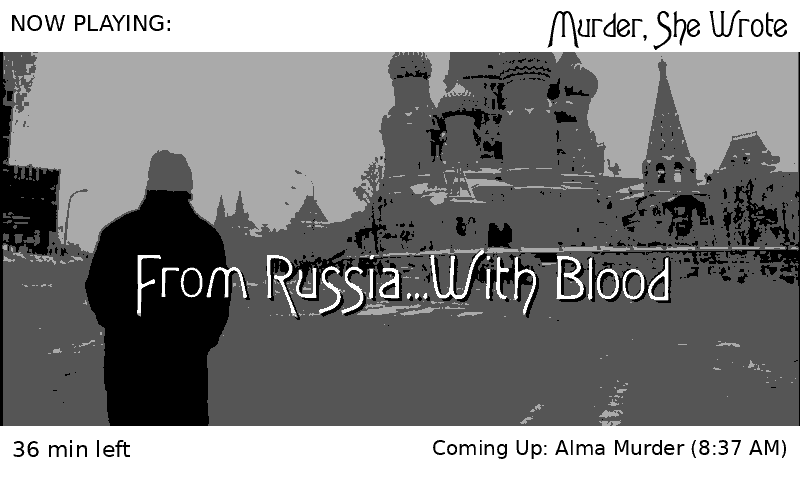 NOW PLAYING:
Murder, She Wrote
From Russia...With Blood
36 min left
Coming Up: Alma Murder (8:37 AM)